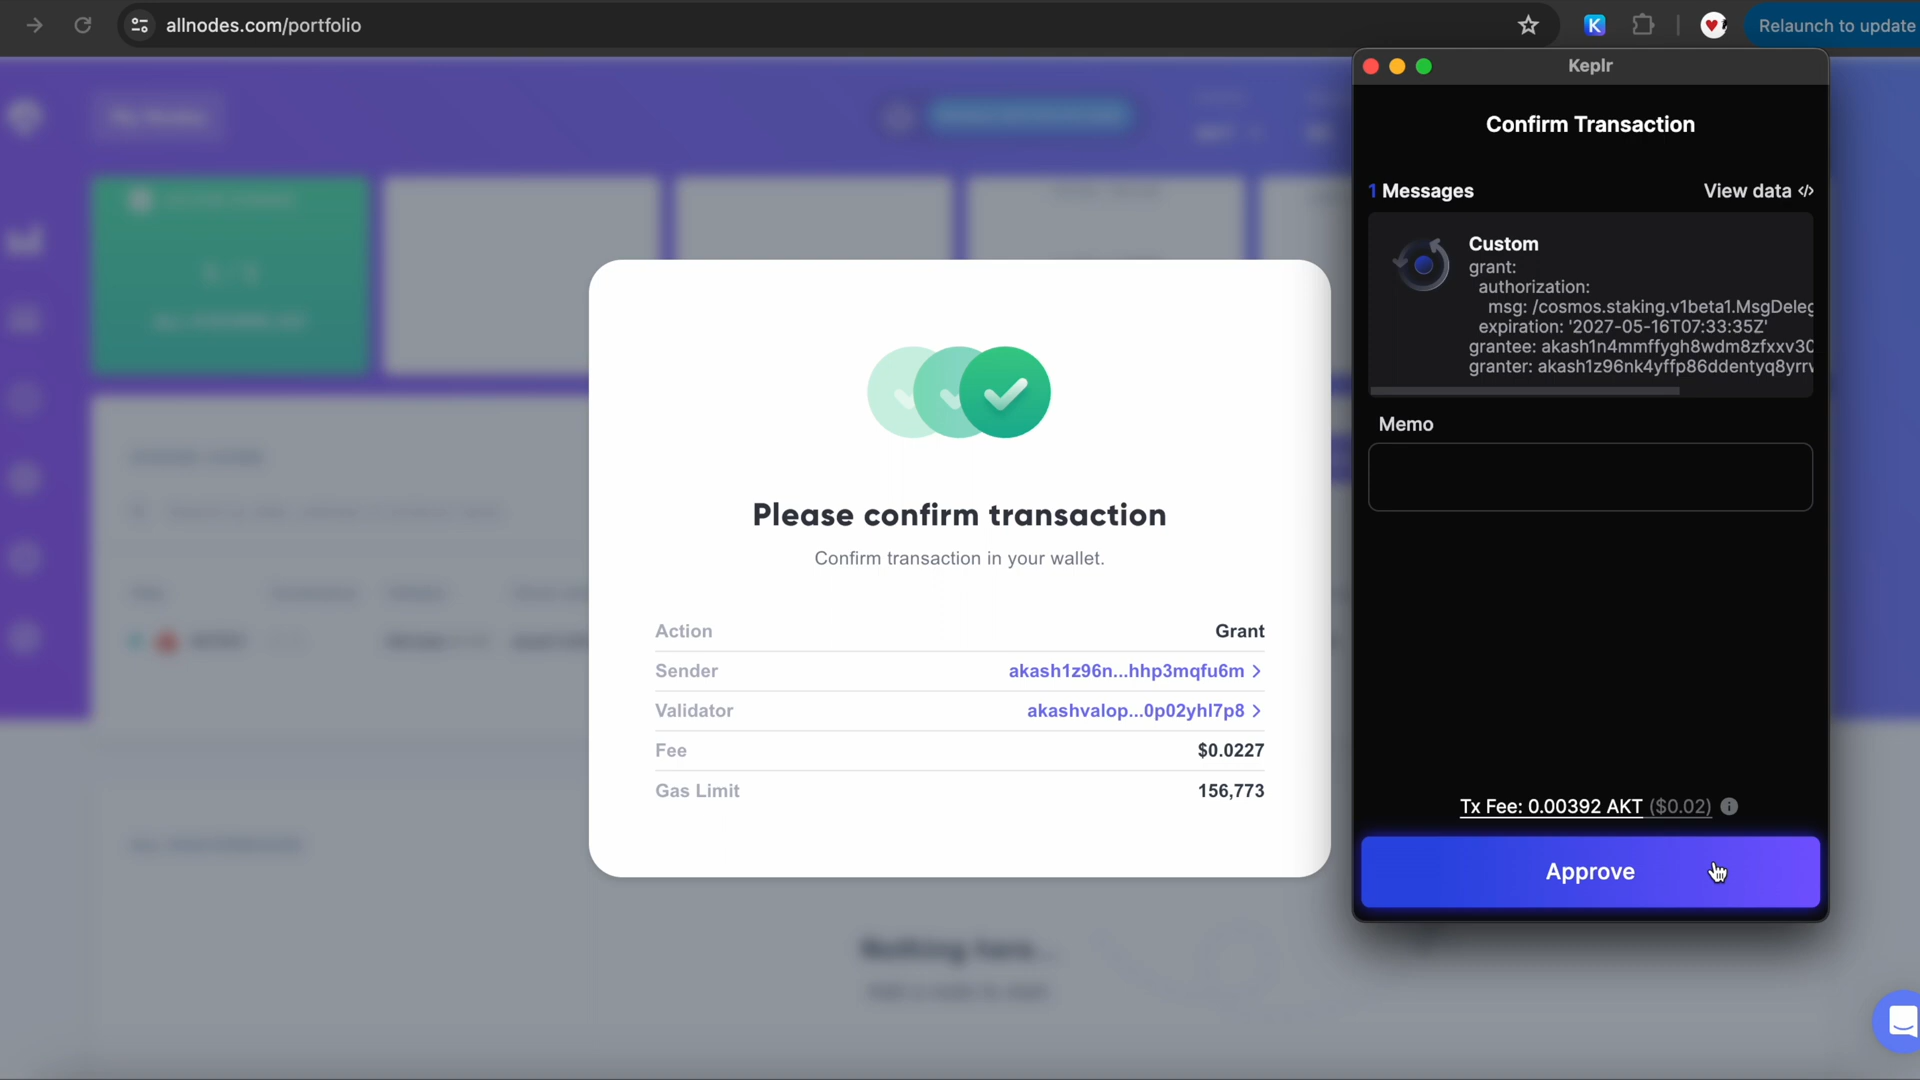 allnodes.com/portfolio
K
Relaunch to update
Keplr
Confirm Transaction
1 Messages
View data </>
Custom
grant:
authorization:
msg: /cosmos.staking.v1beta1.MsgDeleg
expiration: '2027-05-16T07:33:35Z'
grantee: akash1n4mmffygh8wdm8zfxxv30
granter: akash1z96nk4yffp86ddentyq8yrrv
Memo
Tx Fee: 0.00392 AKT ($0.02)
Approve
Please confirm transaction
Confirm transaction in your wallet.
Action Grant
Sender akash1z96n...hhp3mqfu6m >
Validator akashvalop...0p02yhl7p8 >
Fee $0.0227
Gas Limit 156,773
Nothing here...